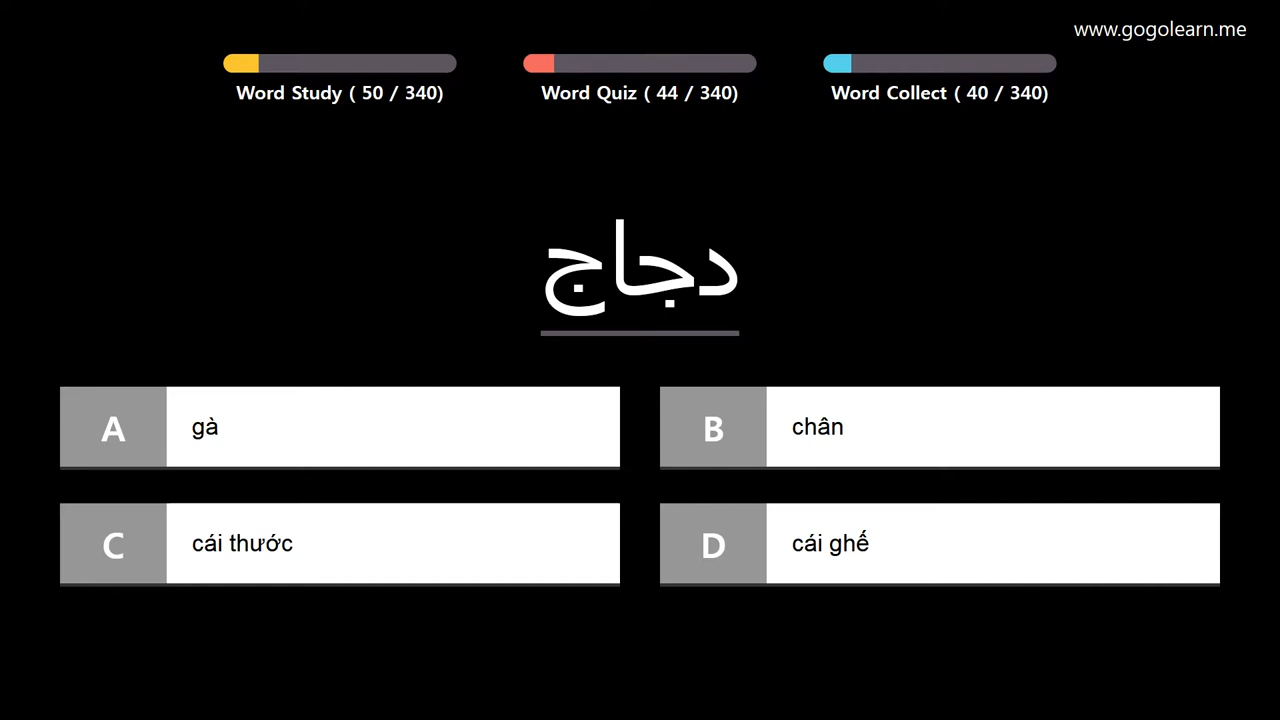 www.gogolearn.me
Word Study ( 50 / 340)
Word Quiz ( 44 / 340)
Word Collect ( 40 / 340)
دجاج
A gà
B chân
C cái thước
D cái ghế